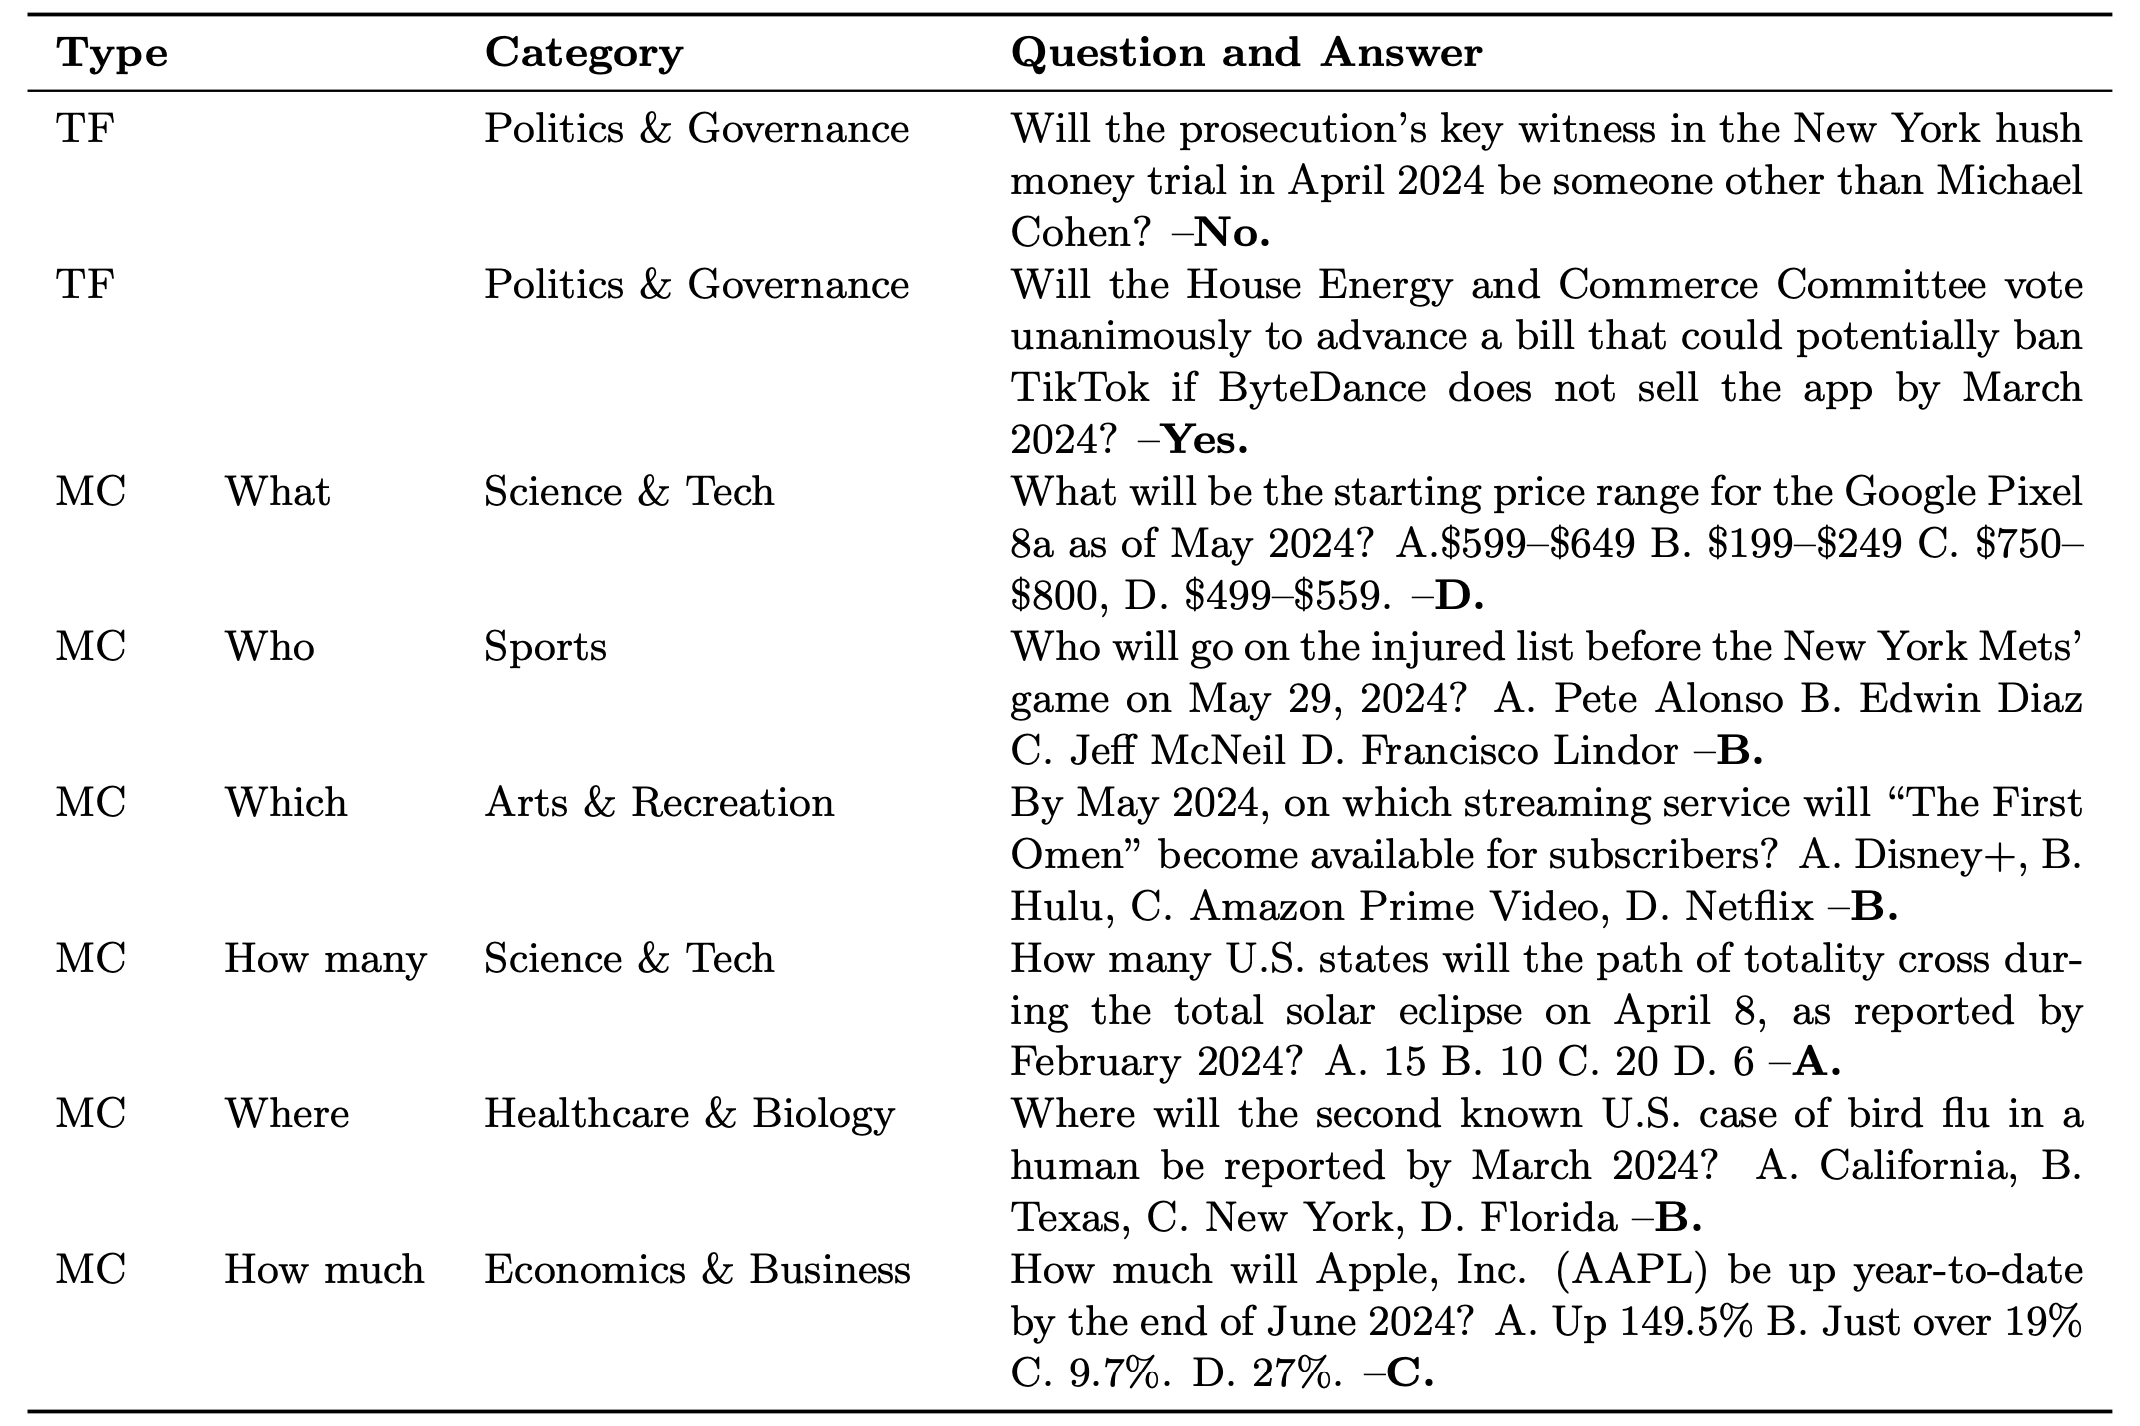 Type Category Question and Answer
TF Politics & Governance Will the prosecution's key witness in the New York hush
money trial in April 2024 be someone other than Michael
Cohen? –No.
TF Politics & Governance Will the House Energy and Commerce Committee vote
unanimously to advance a bill that could potentially ban
TikTok if ByteDance does not sell the app by March
2024? –Yes.
MC What Science & Tech What will be the starting price range for the Google Pixel
8a as of May 2024? A.$599–$649 B. $199–$249 C. $750–
$800, D. $499–$559. –D.
MC Who Sports Who will go on the injured list before the New York Mets'
game on May 29, 2024? A. Pete Alonso B. Edwin Diaz
C. Jeff McNeil D. Francisco Lindor –B.
MC Which Arts & Recreation By May 2024, on which streaming service will “The First
Omen” become available for subscribers? A. Disney+, B.
Hulu, C. Amazon Prime Video, D. Netflix –B.
MC How many Science & Tech How many U.S. states will the path of totality cross dur-
ing the total solar eclipse on April 8, as reported by
February 2024? A. 15 B. 10 C. 20 D. 6 –A.
MC Where Healthcare & Biology Where will the second known U.S. case of bird flu in a
human be reported by March 2024? A. California, B.
Texas, C. New York, D. Florida –B.
MC How much Economics & Business How much will Apple, Inc. (AAPL) be up year-to-date
by the end of June 2024? A. Up 149.5% B. Just over 19%
C. 9.7%. D. 27%. –C.